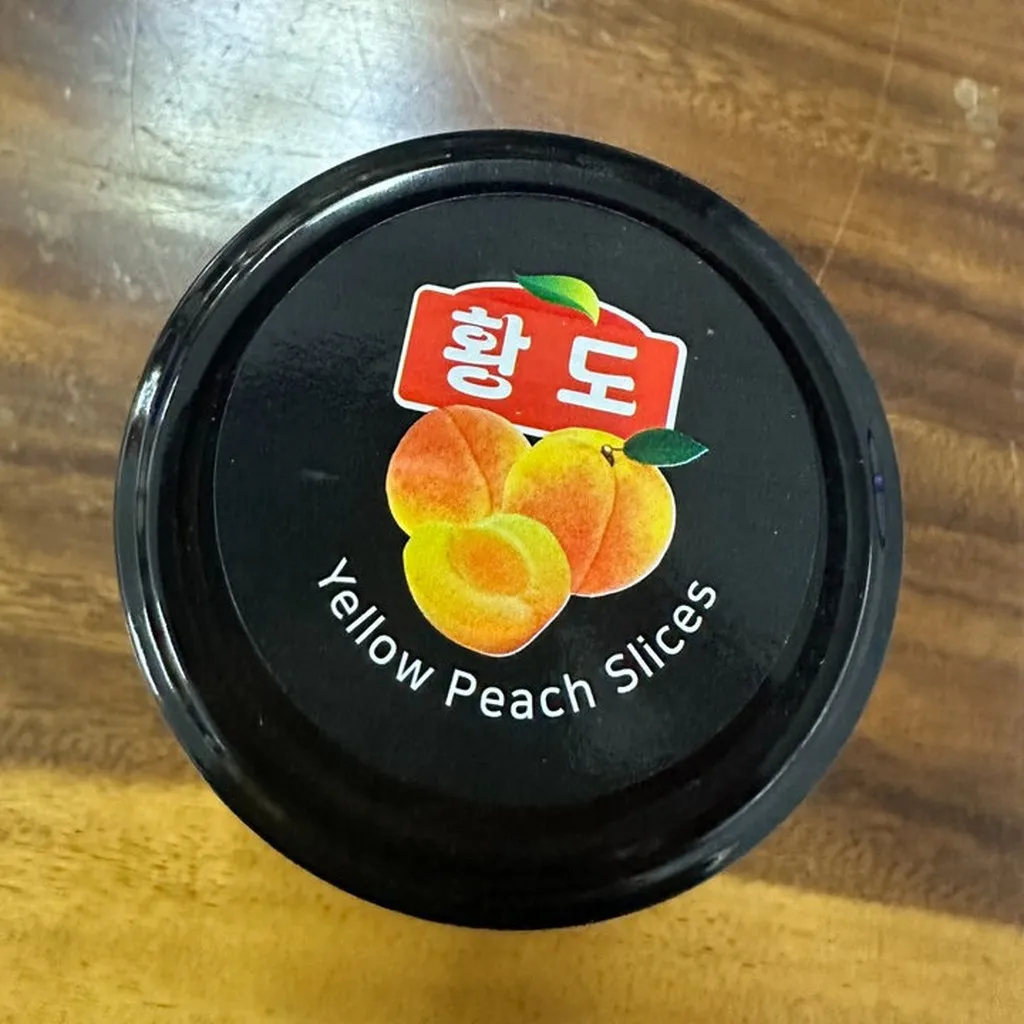 황도
Yellow Peach Slices